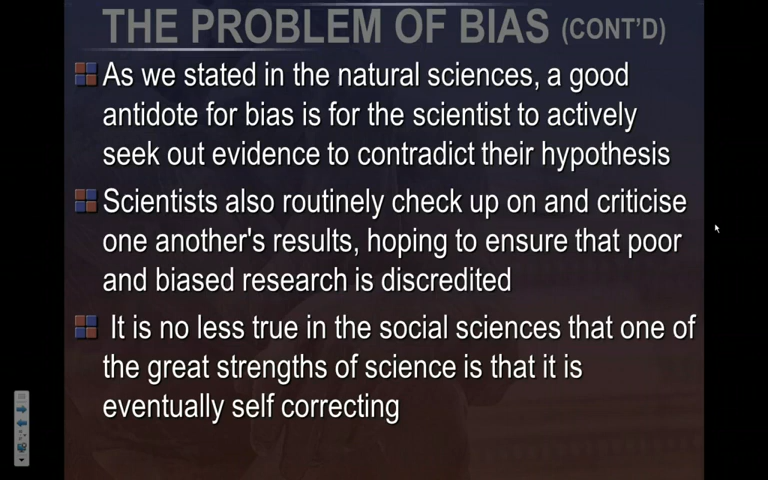 THE PROBLEM OF BIAS (CONT'D)
As we stated in the natural sciences, a good
antidote for bias is for the scientist to actively
seek out evidence to contradict their hypothesis
Scientists also routinely check up on and criticise
one another's results, hoping to ensure that poor
and biased research is discredited
It is no less true in the social sciences that one of
the great strengths of science is that it is
eventually self correcting